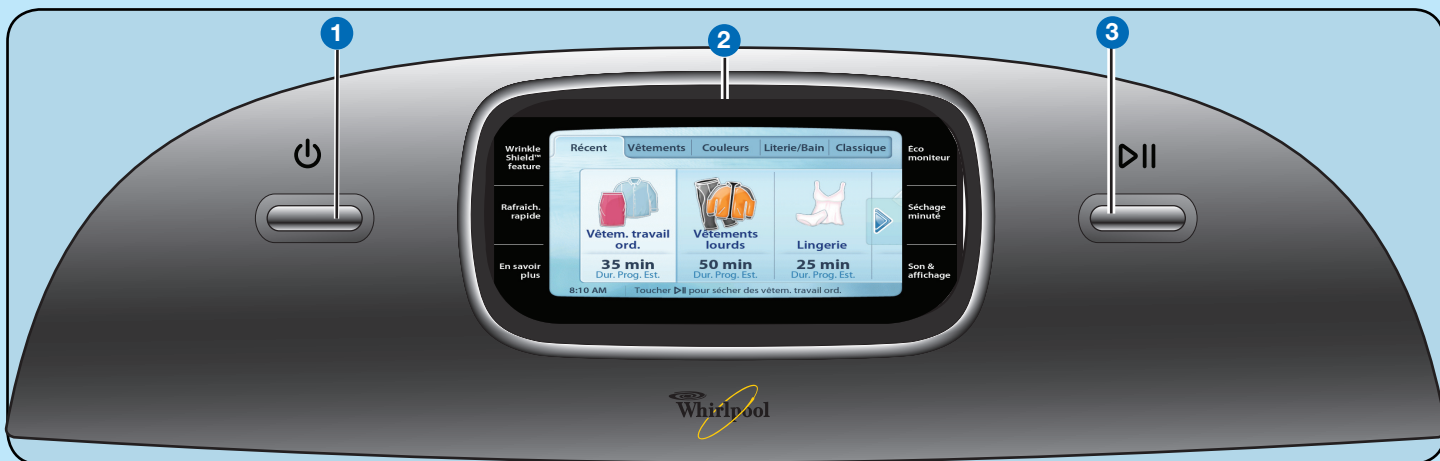 1
2
3
Wrinkle
Shield™
feature
Rafraîch.
rapide
En savoir
plus
Récent Vêtements Couleurs Literie/Bain Classique
Vêtem. travail
ord.
35 min
Dur. Prog. Est.
Vêtements
lourds
50 min
Dur. Prog. Est.
Lingerie
25 min
Dur. Prog. Est.
8:10 AM Toucher ▷II pour sécher des vêtem. travail ord.
Éco
moniteur
Séchage
minuté
Son &
affichage
Whirlpool